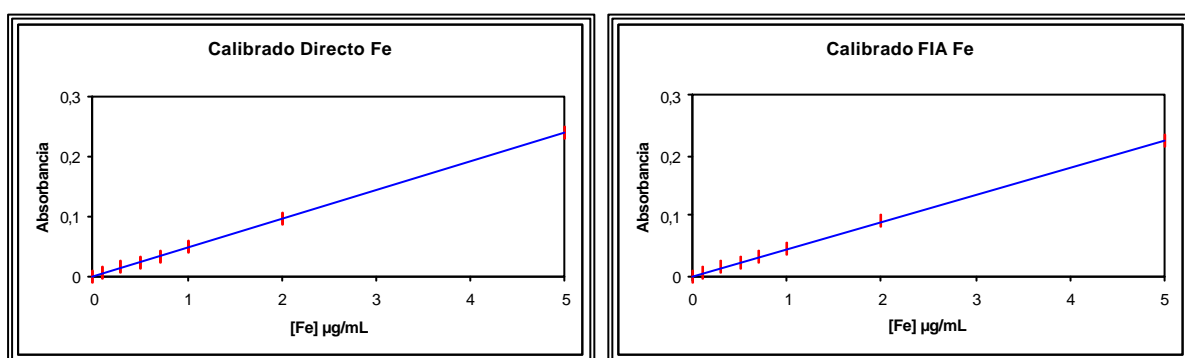 Calibrado Directo Fe
0,3
0,2
0,1
0
Absorbancia
0 1 2 3 4 5
[Fe] µg/mL
Calibrado FIA Fe
0,3
0,2
0,1
0
Absorbancia
0 1 2 3 4 5
[Fe] µg/mL